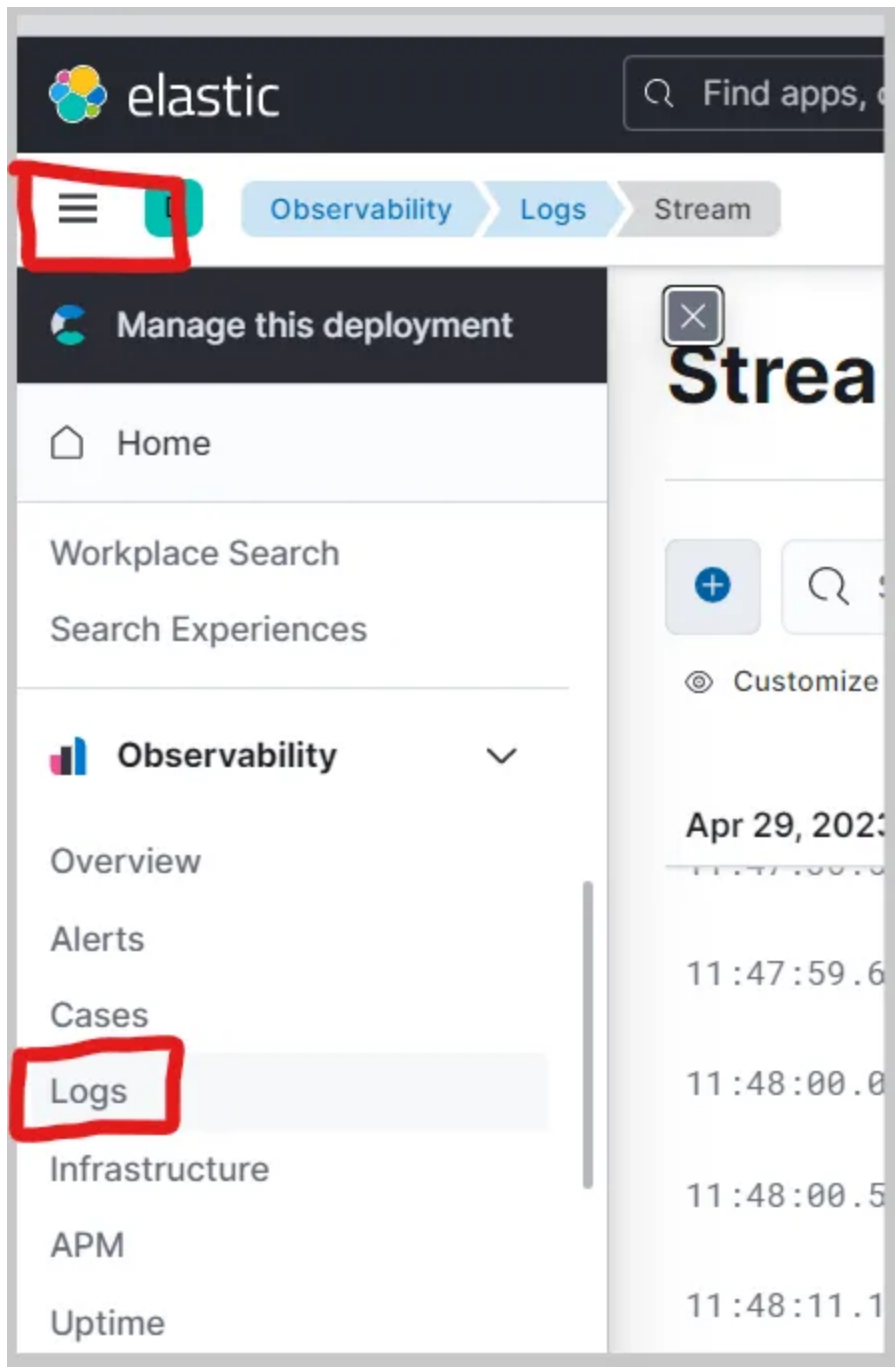 elastic
Find apps,
Observability Logs Stream
Manage this deployment
Strea
Home
Workplace Search
Search Experiences
Customize
Observability
Apr 29, 2023
Overview
Alerts
11:47:59.6
Cases
Logs
11:48:00.0
Infrastructure
11:48:00.5
APM
11:48:11.1
Uptime